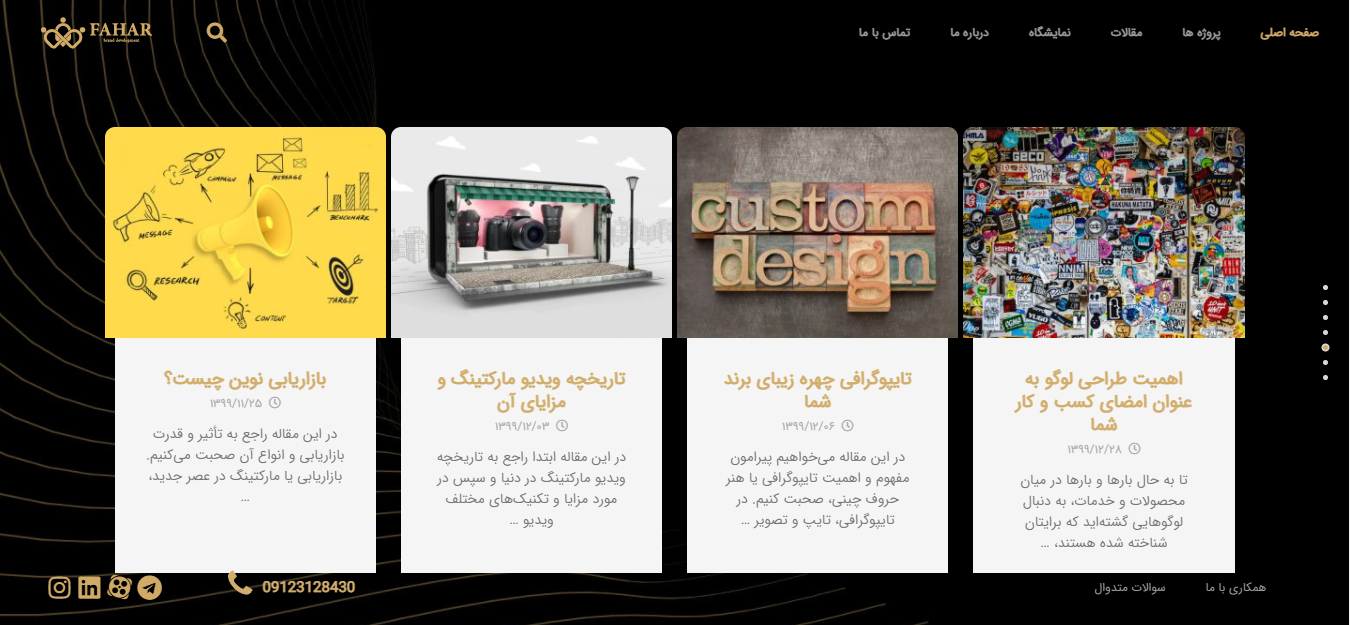 FAHAR
brand development
صفحه اصلی
پروژه ها
مقالات
نمایشگاه
درباره ما
تماس با ما
HAKUNA MATATA
GECO
custom
design
CAMPAIGN
MESSAGE
BENCHMARK
MESSAGE
RESEARCH
TARGET
CONTENT
اهمیت طراحی لوگو به
عنوان امضای کسب و کار
شما
۱۳۹۹/۱۲/۲۸
تا به حال بارها و بارها در میان
محصولات و خدمات، به دنبال
لوگوهایی گشته‌اید که برایتان
شناخته شده هستند، ...
تایپوگرافی چهره زیبای برند
شما
۱۳۹۹/۱۲/۰۶
در این مقاله می‌خواهیم پیرامون
مفهوم و اهمیت تایپوگرافی یا هنر
حروف چینی، صحبت کنیم. در
تایپوگرافی، تایپ و تصویر ...
تاریخچه ویدیو مارکتینگ و
مزایای آن
۱۳۹۹/۱۲/۰۳
در این مقاله ابتدا راجع به تاریخچه
ویدیو مارکتینگ در دنیا و سپس در
مورد مزایا و تکنیک‌های مختلف
ویدیو ...
بازاریابی نوین چیست؟
۱۳۹۹/۱۱/۲۵
در این مقاله راجع به تأثیر و قدرت
بازاریابی و انواع آن صحبت می‌کنیم.
بازاریابی یا مارکتینگ در عصر جدید،
...
همکاری با ما
سوالات متدوال
09123128430